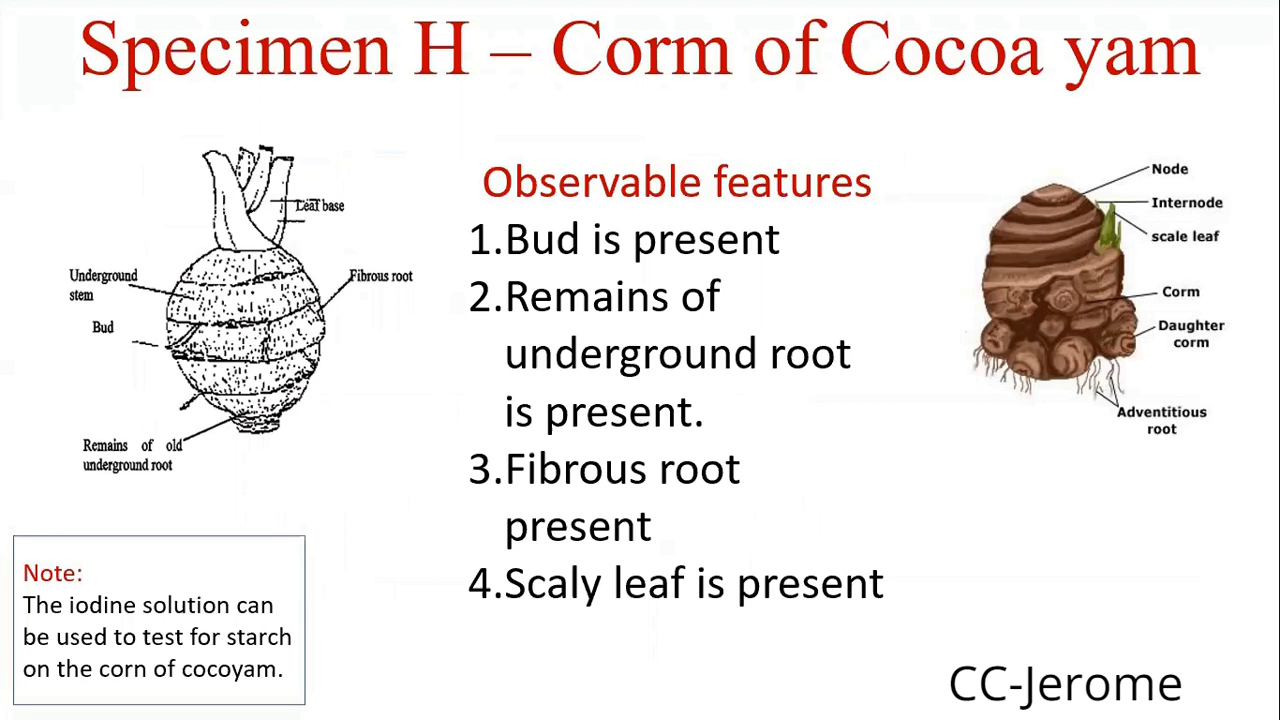 Specimen H – Corm of Cocoa yam
Leaf base
Underground
stem
Fibrous root
Bud
Remains of old
underground root
Observable features
1.Bud is present
2.Remains of
underground root
is present.
3.Fibrous root
present
4.Scaly leaf is present
Node
Internode
scale leaf
Corm
Daughter
corm
Adventitious
root
Note:
The iodine solution can
be used to test for starch
on the corn of cocoyam.
CC-Jerome